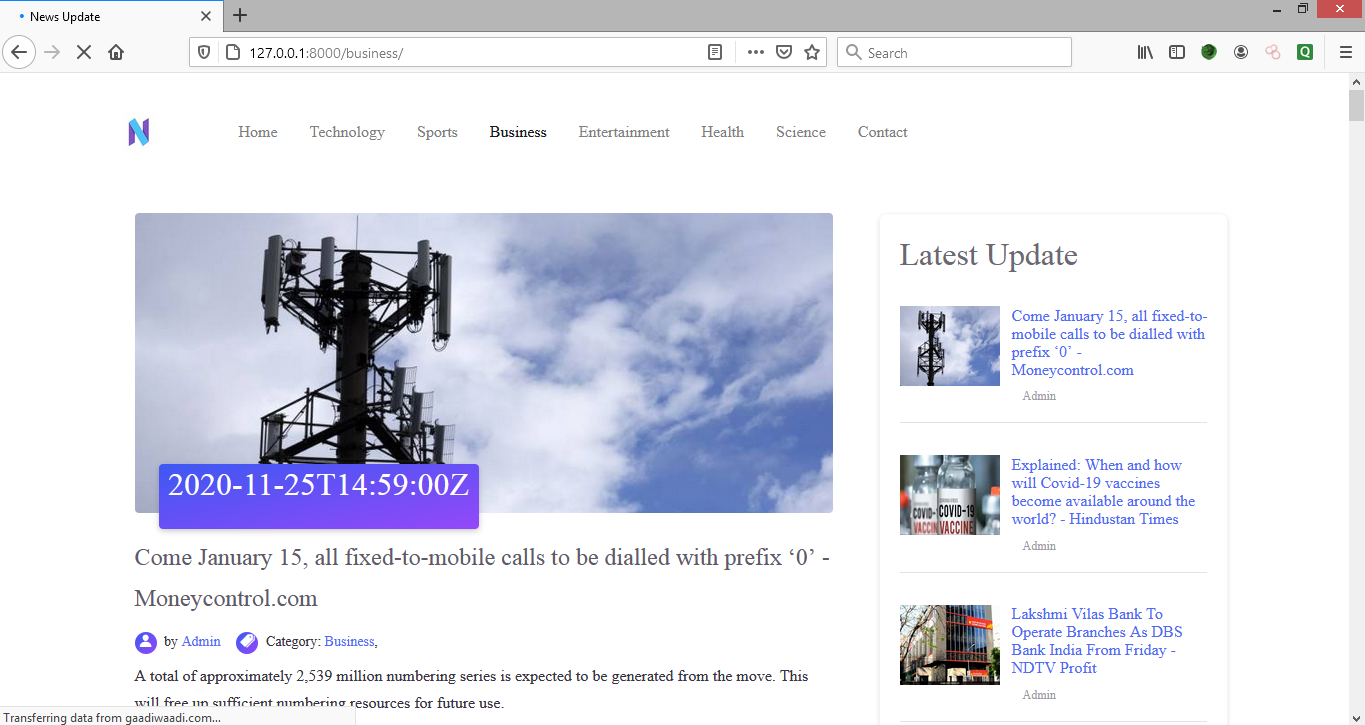 News Update
127.0.0.1:8000/business/
Search
N
Home Technology Sports Business Entertainment Health Science Contact
2020-11-25T14:59:00Z
Come January 15, all fixed-to-mobile calls to be dialled with prefix ‘0’ -
Moneycontrol.com
by Admin Category: Business,
A total of approximately 2,539 million numbering series is expected to be generated from the move. This
will free up sufficient numbering resources for future use.
Latest Update
Come January 15, all fixed-to-
mobile calls to be dialled with
prefix ‘0’ -
Moneycontrol.com
Admin
COVID-19
VACCINE
Explained: When and how
will Covid-19 vaccines
become available around the
world? - Hindustan Times
Admin
Lakshmi Vilas Bank To
Operate Branches As DBS
Bank India From Friday -
NDTV Profit
Admin
Transferring data from gaadiwaadi.com...